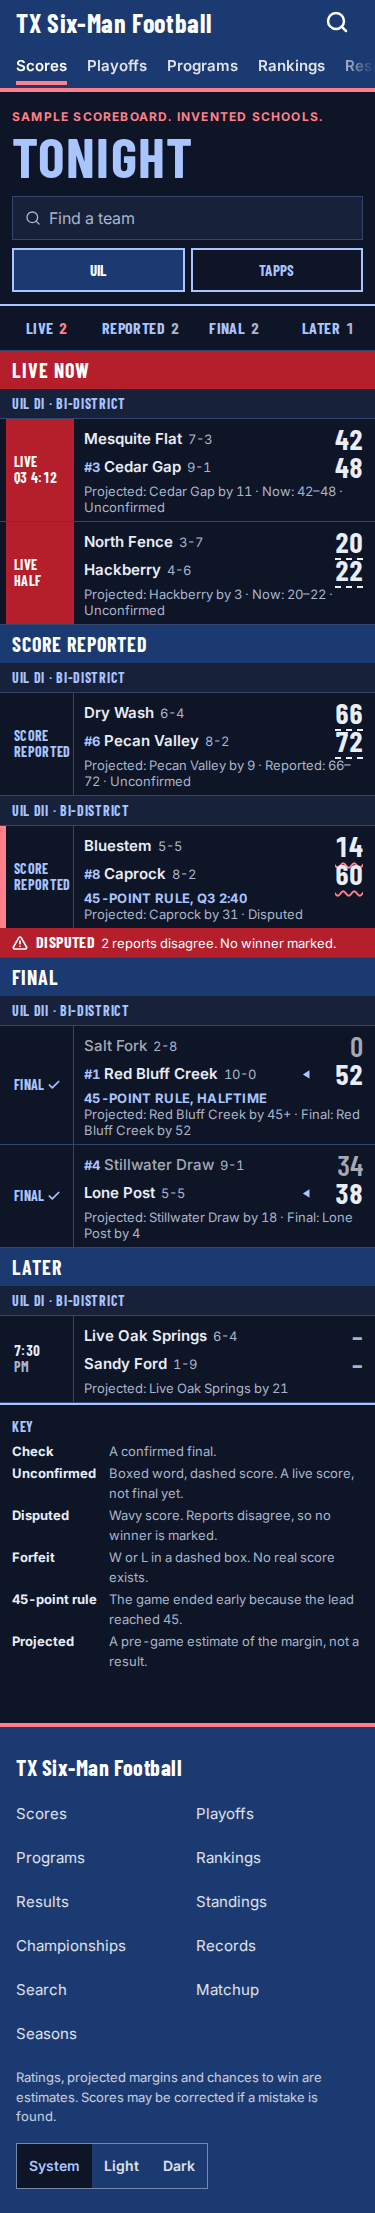 TX Six-Man Football
Scores Playoffs Programs Rankings Res
SAMPLE SCOREBOARD. INVENTED SCHOOLS.
TONIGHT
Find a team
UIL TAPPS
LIVE 2 REPORTED 2 FINAL 2 LATER 1
LIVE NOW
UIL DI · BI-DISTRICT
LIVE
Q3 4:12
Mesquite Flat 7-3 42
#3 Cedar Gap 9-1 48
Projected: Cedar Gap by 11 · Now: 42–48 ·
Unconfirmed
LIVE
HALF
North Fence 3-7 20
Hackberry 4-6 22
Projected: Hackberry by 3 · Now: 20–22 ·
Unconfirmed
SCORE REPORTED
UIL DI · BI-DISTRICT
SCORE
REPORTED
Dry Wash 6-4 66
#6 Pecan Valley 8-2 72
Projected: Pecan Valley by 9 · Reported: 66–
72 · Unconfirmed
UIL DII · BI-DISTRICT
SCORE
REPORTED
Bluestem 5-5 14
#8 Caprock 8-2 60
45-POINT RULE, Q3 2:40
Projected: Caprock by 31 · Disputed
DISPUTED 2 reports disagree. No winner marked.
FINAL
UIL DII · BI-DISTRICT
FINAL ✓
Salt Fork 2-8 0
#1 Red Bluff Creek 10-0 ◀ 52
45-POINT RULE, HALFTIME
Projected: Red Bluff Creek by 45+ · Final: Red
Bluff Creek by 52
FINAL ✓
#4 Stillwater Draw 9-1 34
Lone Post 5-5 ◀ 38
Projected: Stillwater Draw by 18 · Final: Lone
Post by 4
LATER
UIL DI · BI-DISTRICT
7:30
PM
Live Oak Springs 6-4 –
Sandy Ford 1-9 –
Projected: Live Oak Springs by 21
KEY
Check A confirmed final.
Unconfirmed Boxed word, dashed score. A live score,
not final yet.
Disputed Wavy score. Reports disagree, so no
winner is marked.
Forfeit W or L in a dashed box. No real score
exists.
45-point rule The game ended early because the lead
reached 45.
Projected A pre-game estimate of the margin, not a
result.
TX Six-Man Football
Scores Playoffs
Programs Rankings
Results Standings
Championships Records
Search Matchup
Seasons
Ratings, projected margins and chances to win are
estimates. Scores may be corrected if a mistake is
found.
System Light Dark